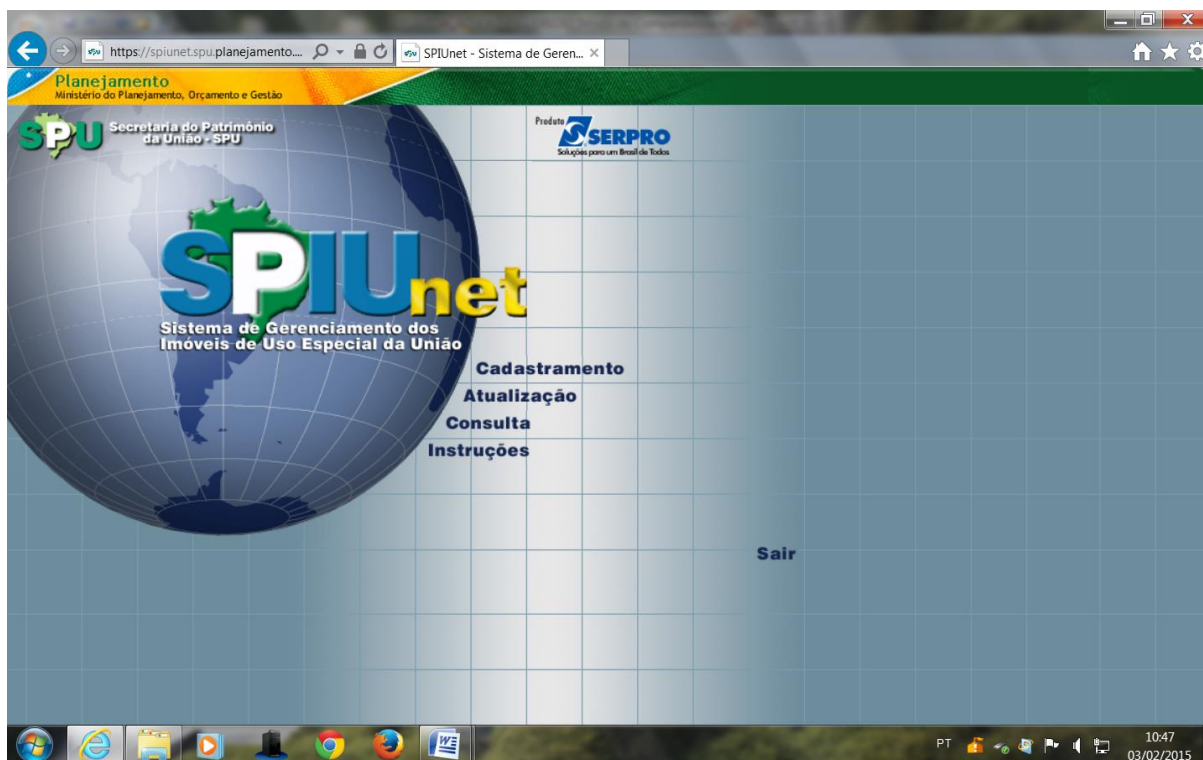 https://spiunet.spu.planejamento....
SPIUnet - Sistema de Geren...
Planejamento
Ministério do Planejamento, Orçamento e Gestão
SPU
Secretaria do Patrimônio
da União - SPU
Produto
SERPRO
Soluções para um Brasil de Todos
SPIUnet
Sistema de Gerenciamento dos
Imóveis de Uso Especial da União
Cadastramento
Atualização
Consulta
Instruções
Sair
PT
10:47
03/02/2015